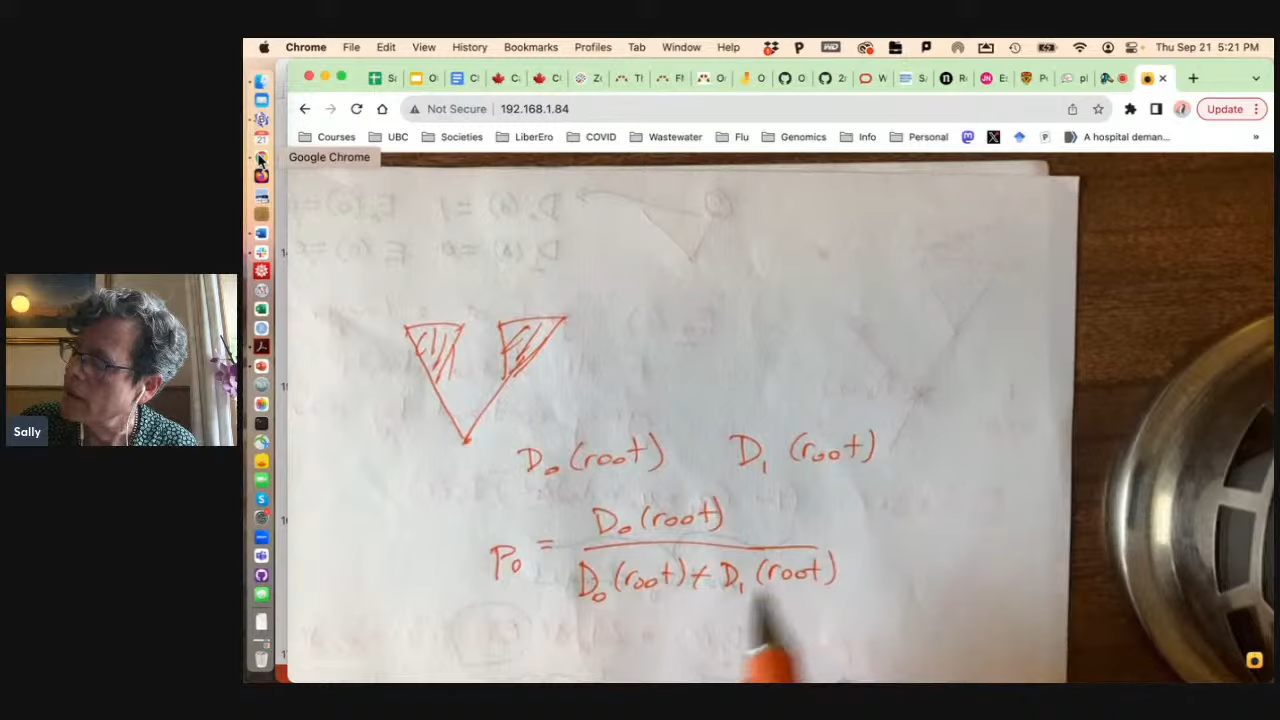 Chrome File Edit View History Bookmarks Profiles Tab Window Help Thu Sep 21 5:21 PM
Not Secure 192.168.1.84 Update
Courses UBC Societies LiberEro COVID Wastewater Flu Genomics Info Personal A hospital deman...
Google Chrome
D₀ (root) D₁ (root)
p₀ = D₀ (root)
D₀ (root) + D₁ (root)
Sally